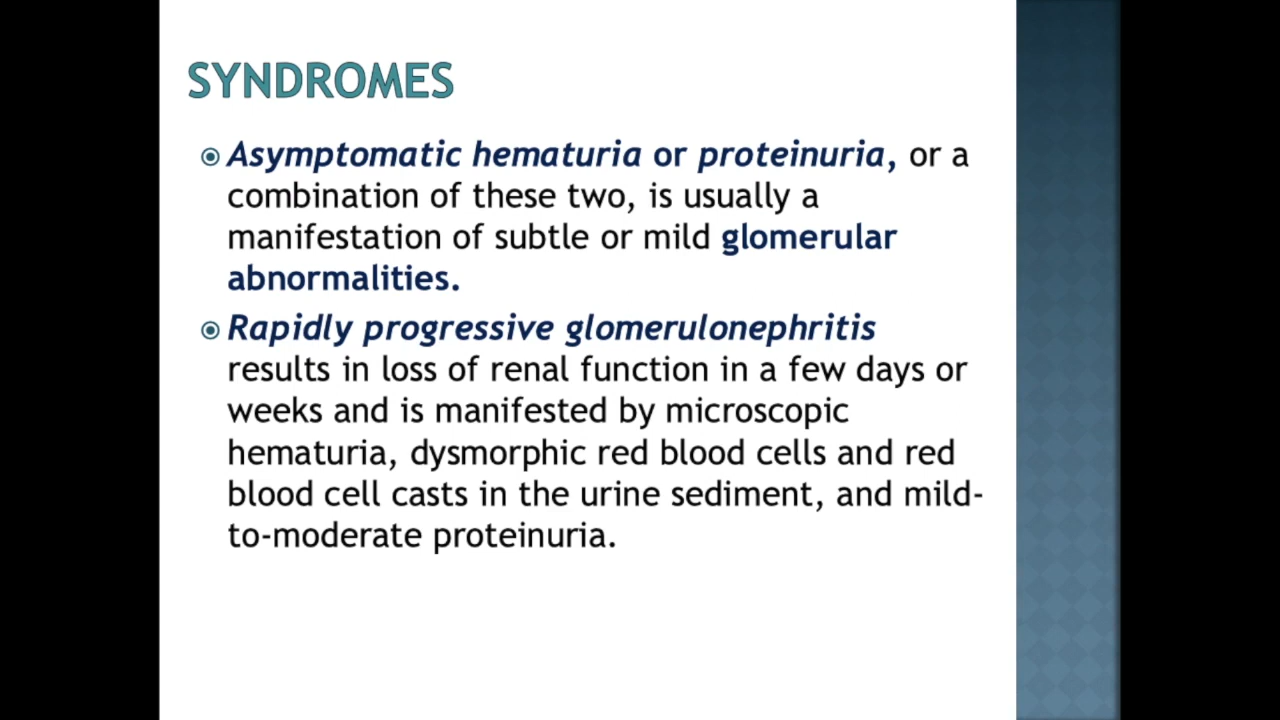 SYNDROMES
Asymptomatic hematuria or proteinuria, or a
combination of these two, is usually a
manifestation of subtle or mild glomerular
abnormalities.
Rapidly progressive glomerulonephritis
results in loss of renal function in a few days or
weeks and is manifested by microscopic
hematuria, dysmorphic red blood cells and red
blood cell casts in the urine sediment, and mild-
to-moderate proteinuria.